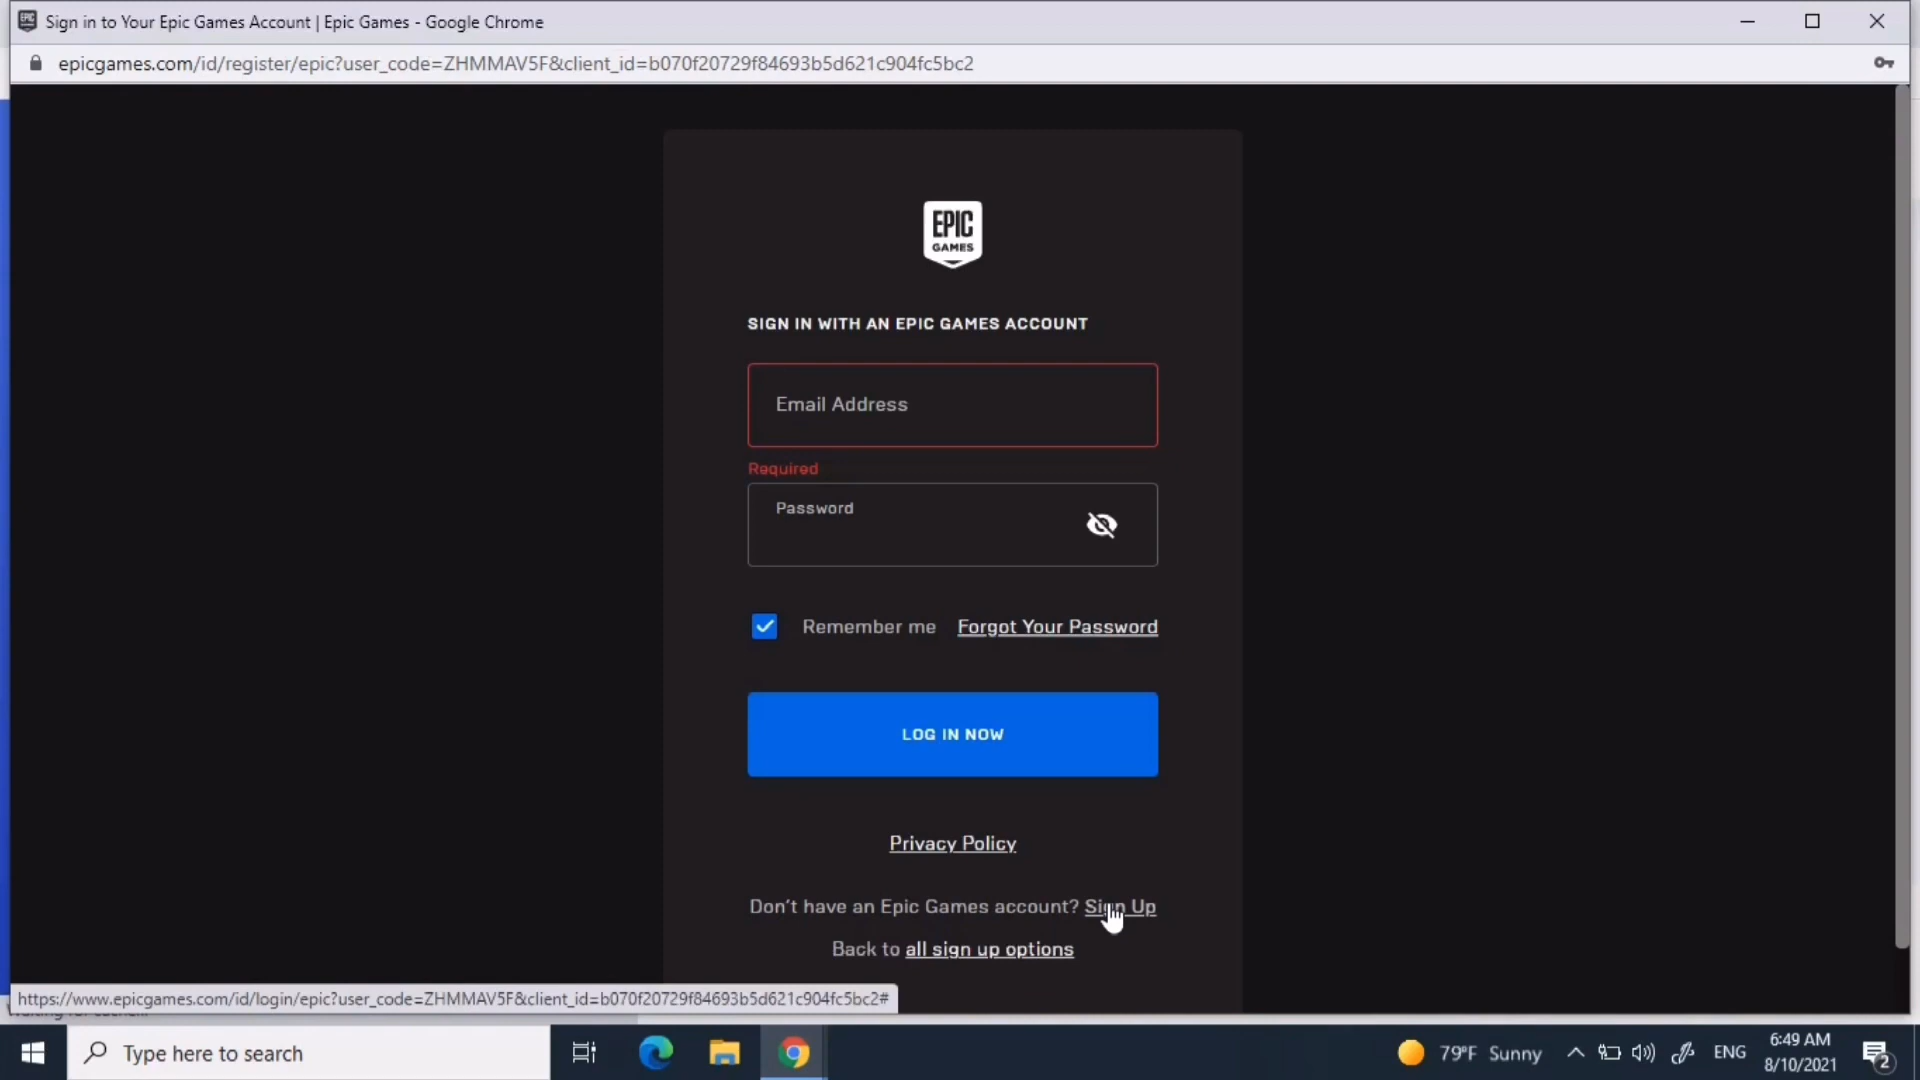 Sign in to Your Epic Games Account | Epic Games - Google Chrome
epicgames.com/id/register/epic?user_code=ZHMMAV5F&client_id=b070f20729f84693b5d621c904fc5bc2
EPIC
GAMES
SIGN IN WITH AN EPIC GAMES ACCOUNT
Email Address
Required
Password
Remember me Forgot Your Password
LOG IN NOW
Privacy Policy
Don't have an Epic Games account? Sign Up
Back to all sign up options
https://www.epicgames.com/id/login/epic?user_code=ZHMMAV5F&client_id=b070f20729f84693b5d621c904fc5bc2#
Type here to search
79°F Sunny
ENG
6:49 AM
8/10/2021
2